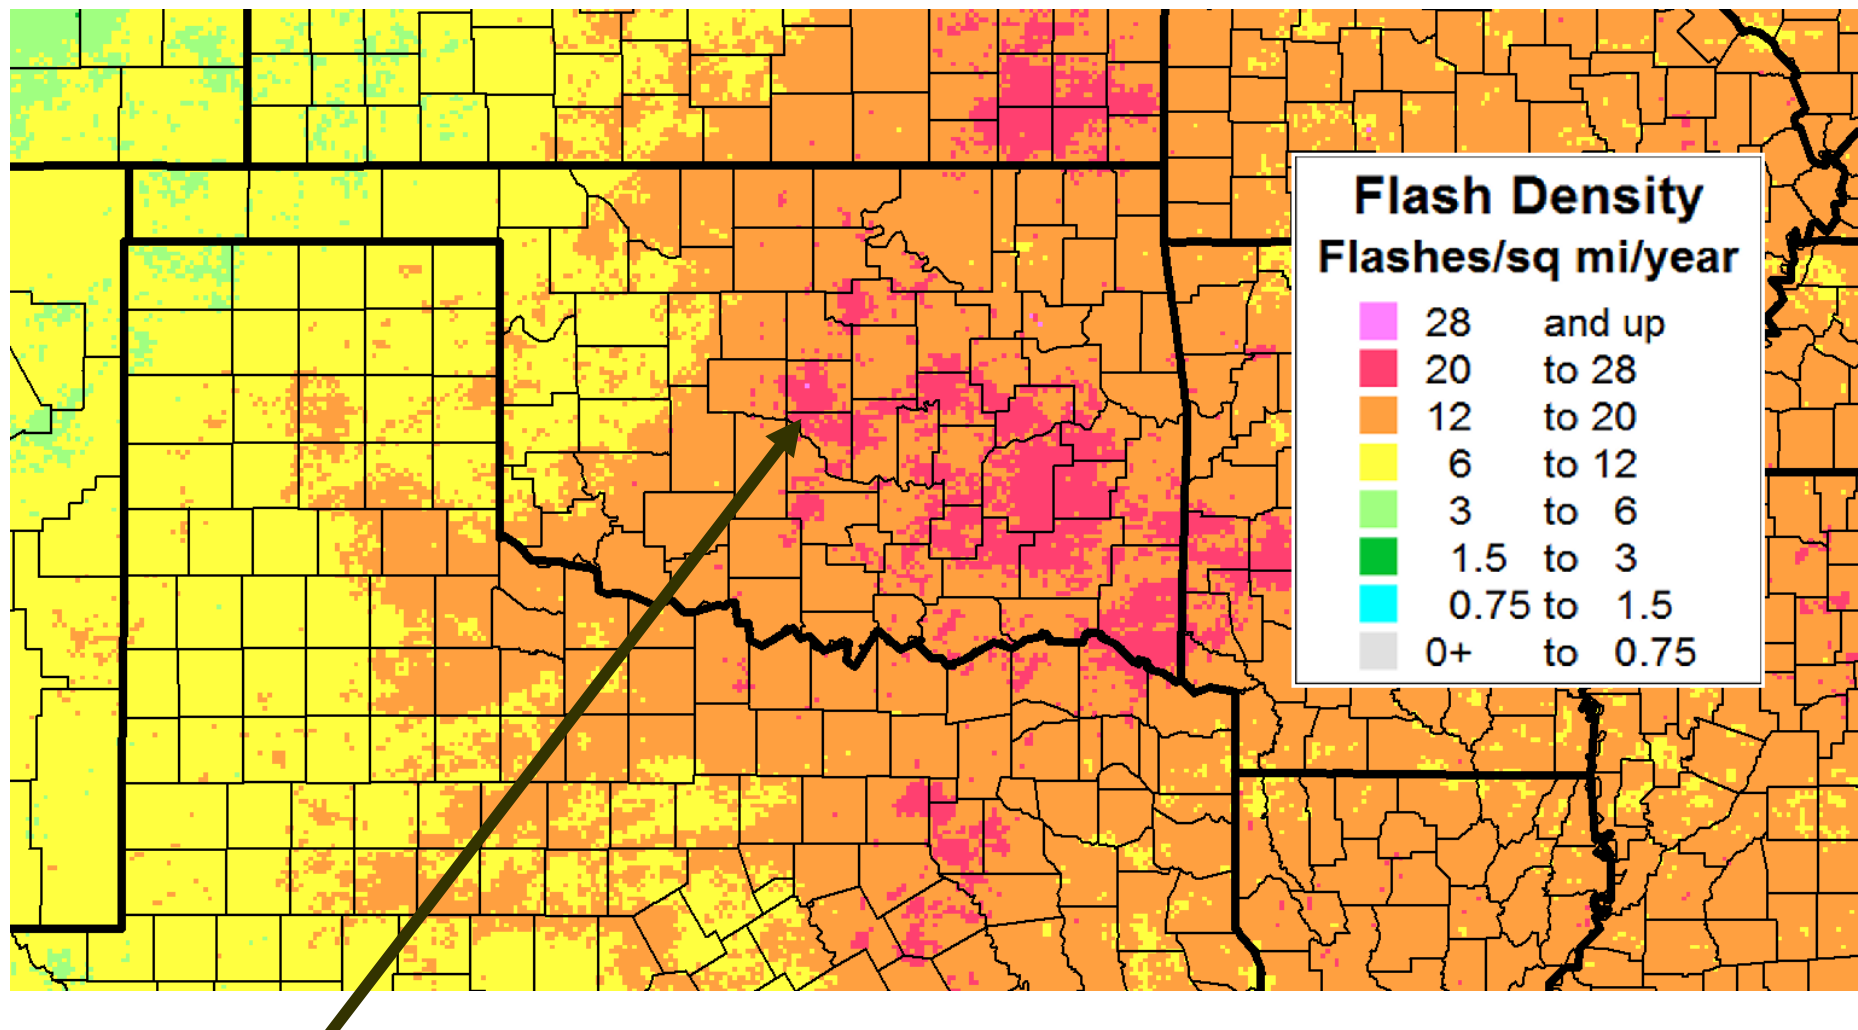 Flash Density
Flashes/sq mi/year
28 and up
20 to 28
12 to 20
6 to 12
3 to 6
1.5 to 3
0.75 to 1.5
0+ to 0.75